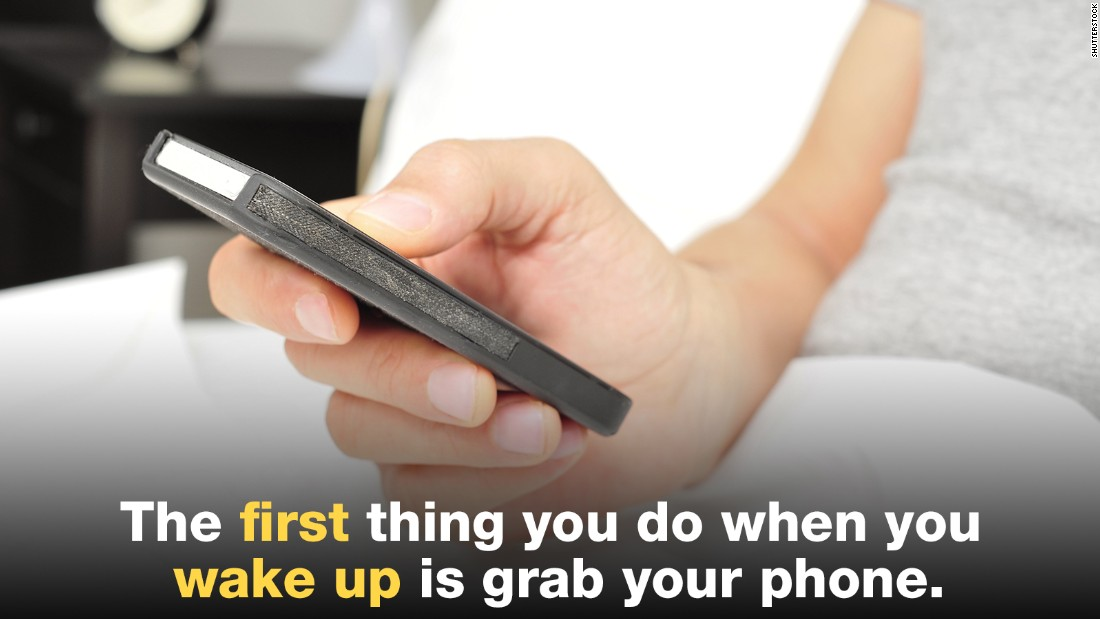 SHUTTERSTOCK
The first thing you do when you
wake up is grab your phone.